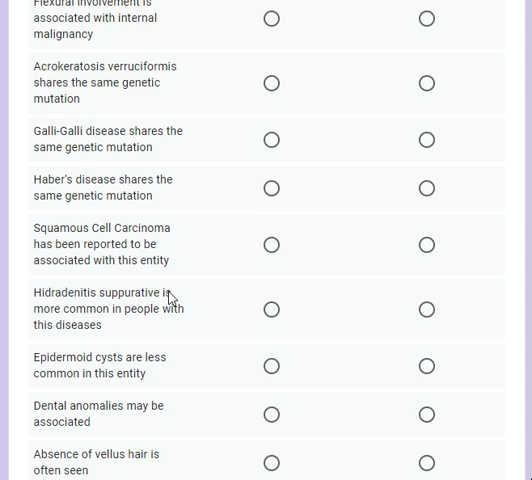 Flexural involvement is
associated with internal
malignancy
Acrokeratosis verruciformis
shares the same genetic
mutation
Galli-Galli disease shares the
same genetic mutation
Haber's disease shares the
same genetic mutation
Squamous Cell Carcinoma
has been reported to be
associated with this entity
Hidradenitis suppurative is
more common in people with
this diseases
Epidermoid cysts are less
common in this entity
Dental anomalies may be
associated
Absence of vellus hair is
often seen